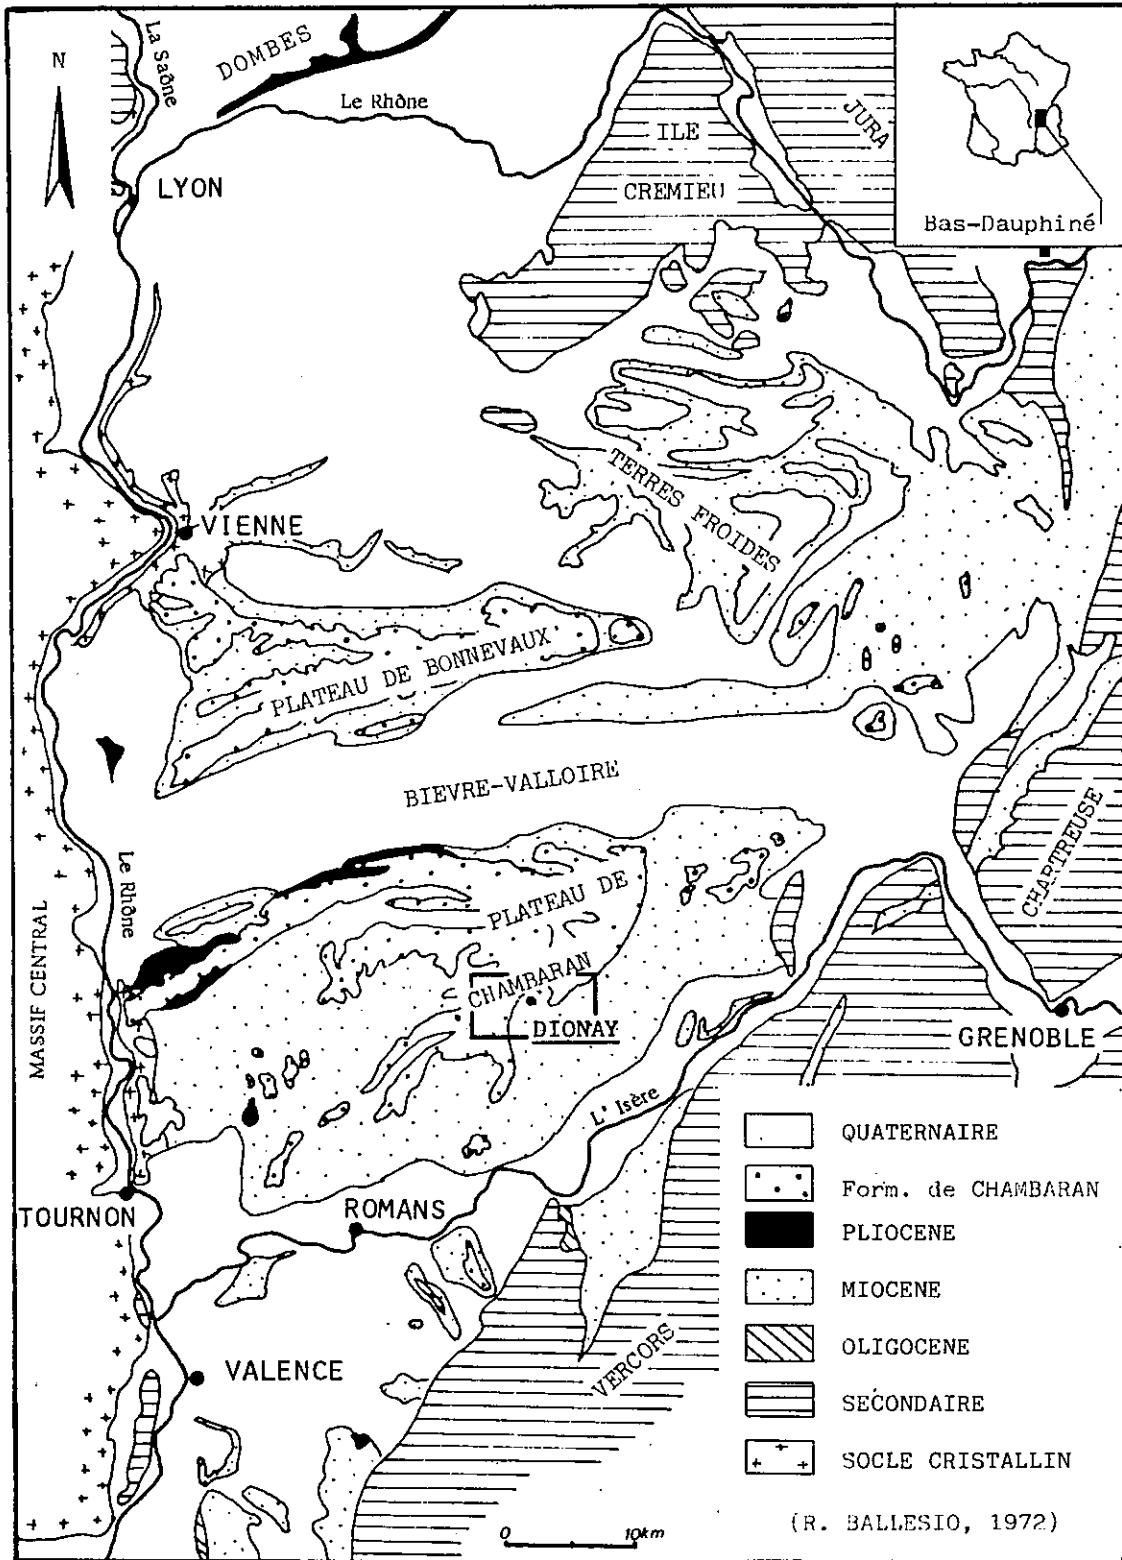 N
La Saône
DOMBES
Le Rhône
LYON
ILE
CREMIEU
JURA
Bas-Dauphiné
VIENNE
TERRES FROIDES
PLATEAU DE BONNEVAUX
BIEVRE-VALLOIRE
CHARTREUSE
Le Rhône
MASSIF CENTRAL
PLATEAU DE
CHAMBARAN
DIONAY
GRENOBLE
L' Isère
TOURNON
ROMANS
VALENCE
VERCORS
QUATERNAIRE
Form. de CHAMBARAN
PLIOCENE
MIOCENE
OLIGOCENE
SECONDAIRE
SOCLE CRISTALLIN
0 10km
(R. BALLESIO, 1972)